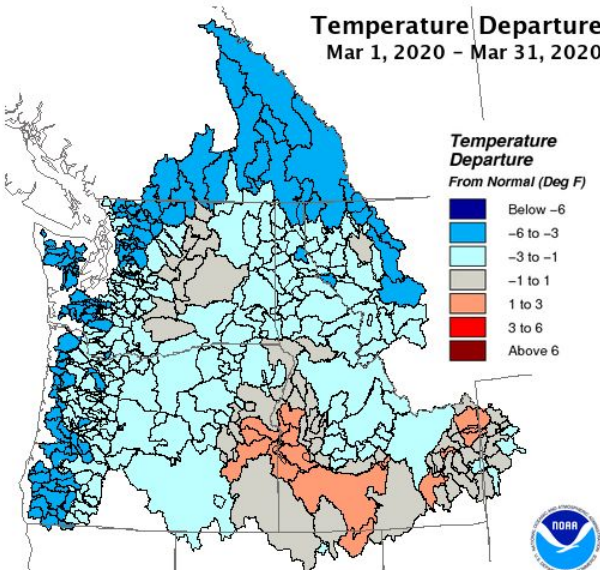 Temperature Departure
Mar 1, 2020 – Mar 31, 2020
Temperature
Departure
From Normal (Deg F)
Below −6
−6 to −3
−3 to −1
−1 to 1
1 to 3
3 to 6
Above 6
NOAA